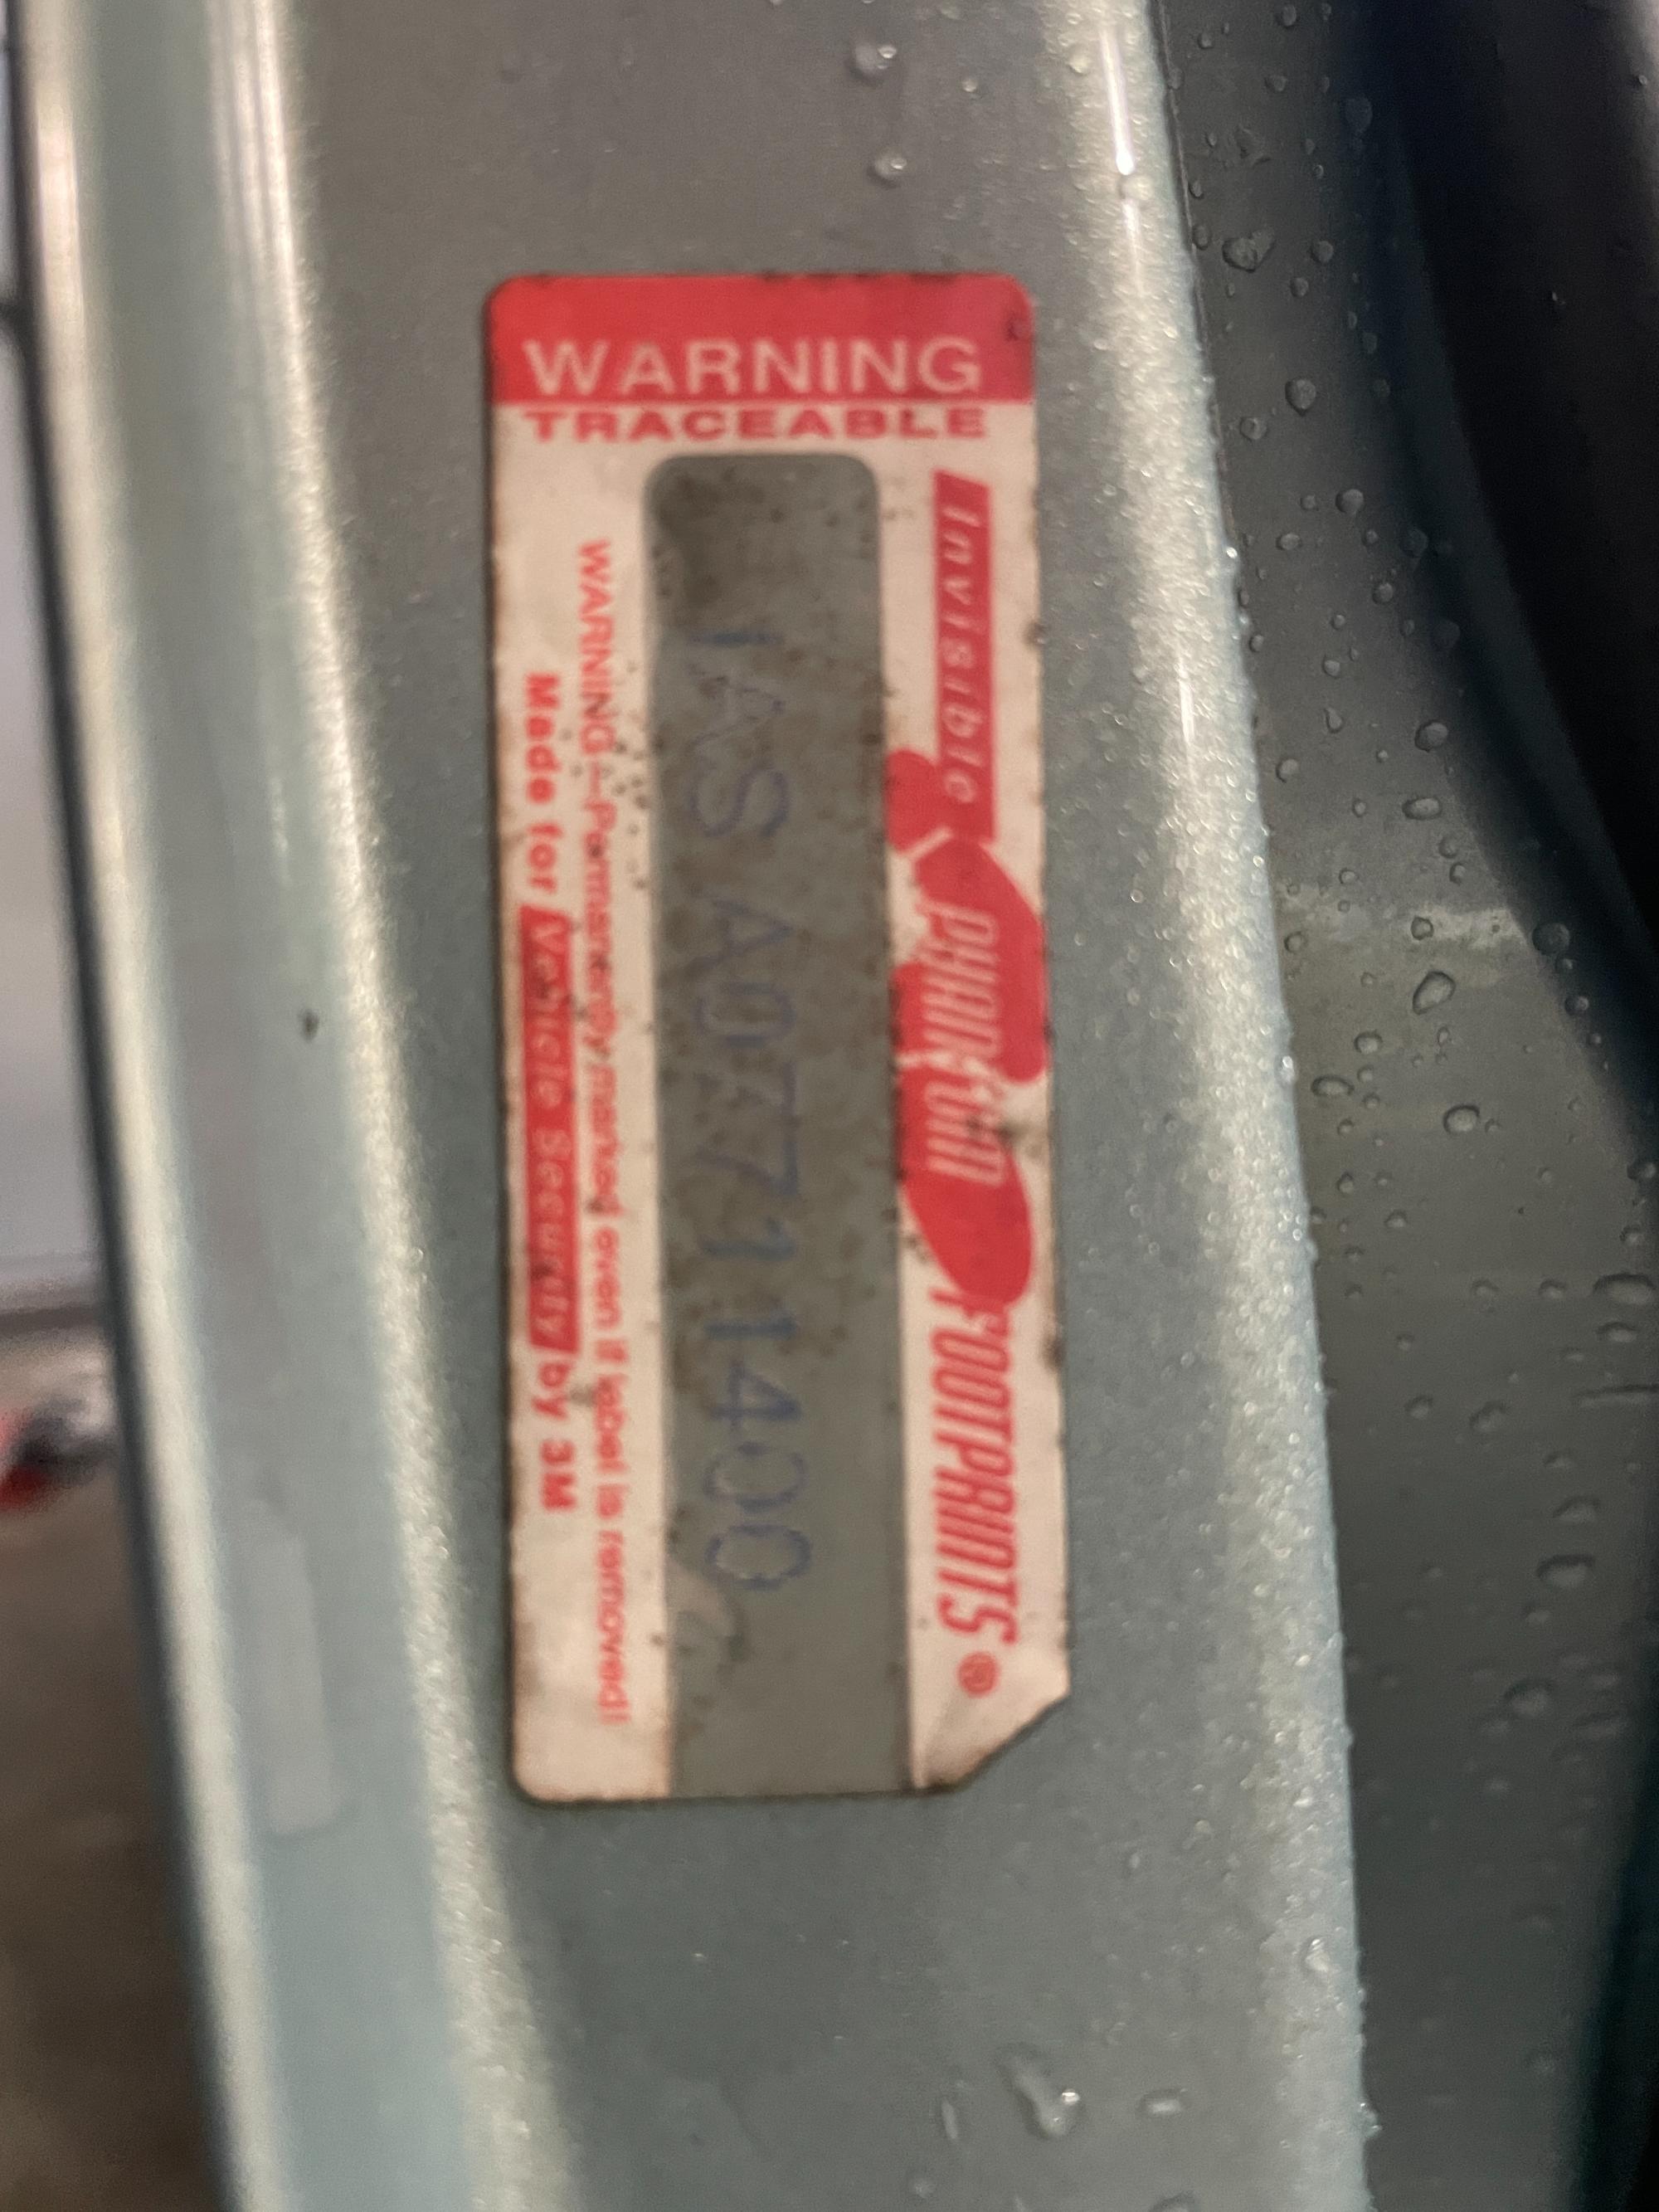 WARNING
TRACEABLE
Invisible
PHANTOM
FOOTPRINTS®
IAS A07711400
WARNING – Permanently marked even if label is removed!
Made for Vehicle Security by 3M